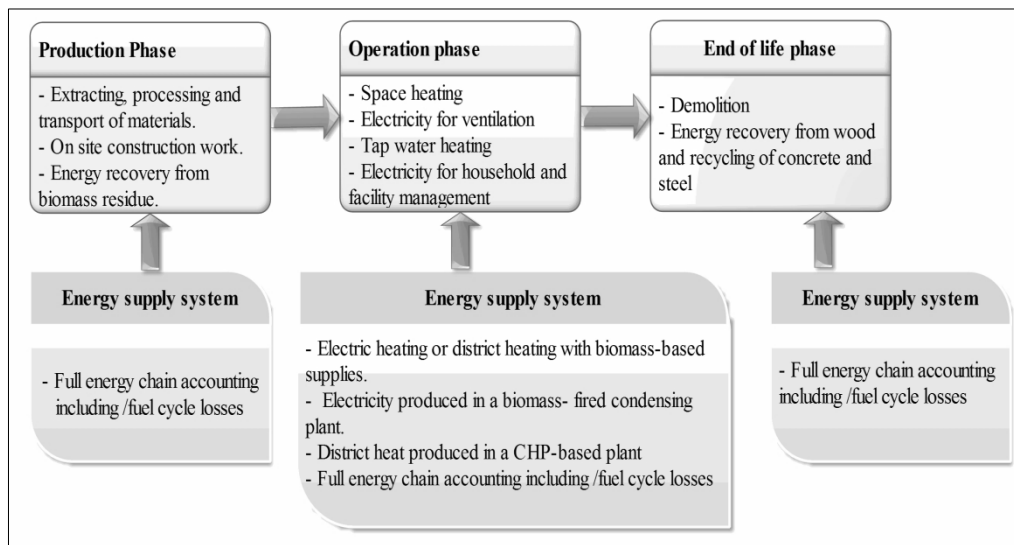 Production Phase
- Extracting, processing and
transport of materials.
- On site construction work.
- Energy recovery from
biomass residue.
Operation phase
- Space heating
- Electricity for ventilation
- Tap water heating
- Electricity for household and
facility management
End of life phase
- Demolition
- Energy recovery from wood
and recycling of concrete and
steel
Energy supply system
- Full energy chain accounting
including /fuel cycle losses
Energy supply system
- Electric heating or district heating with biomass-based
supplies.
- Electricity produced in a biomass- fired condensing
plant.
- District heat produced in a CHP-based plant
- Full energy chain accounting including /fuel cycle losses
Energy supply system
- Full energy chain accounting
including /fuel cycle losses